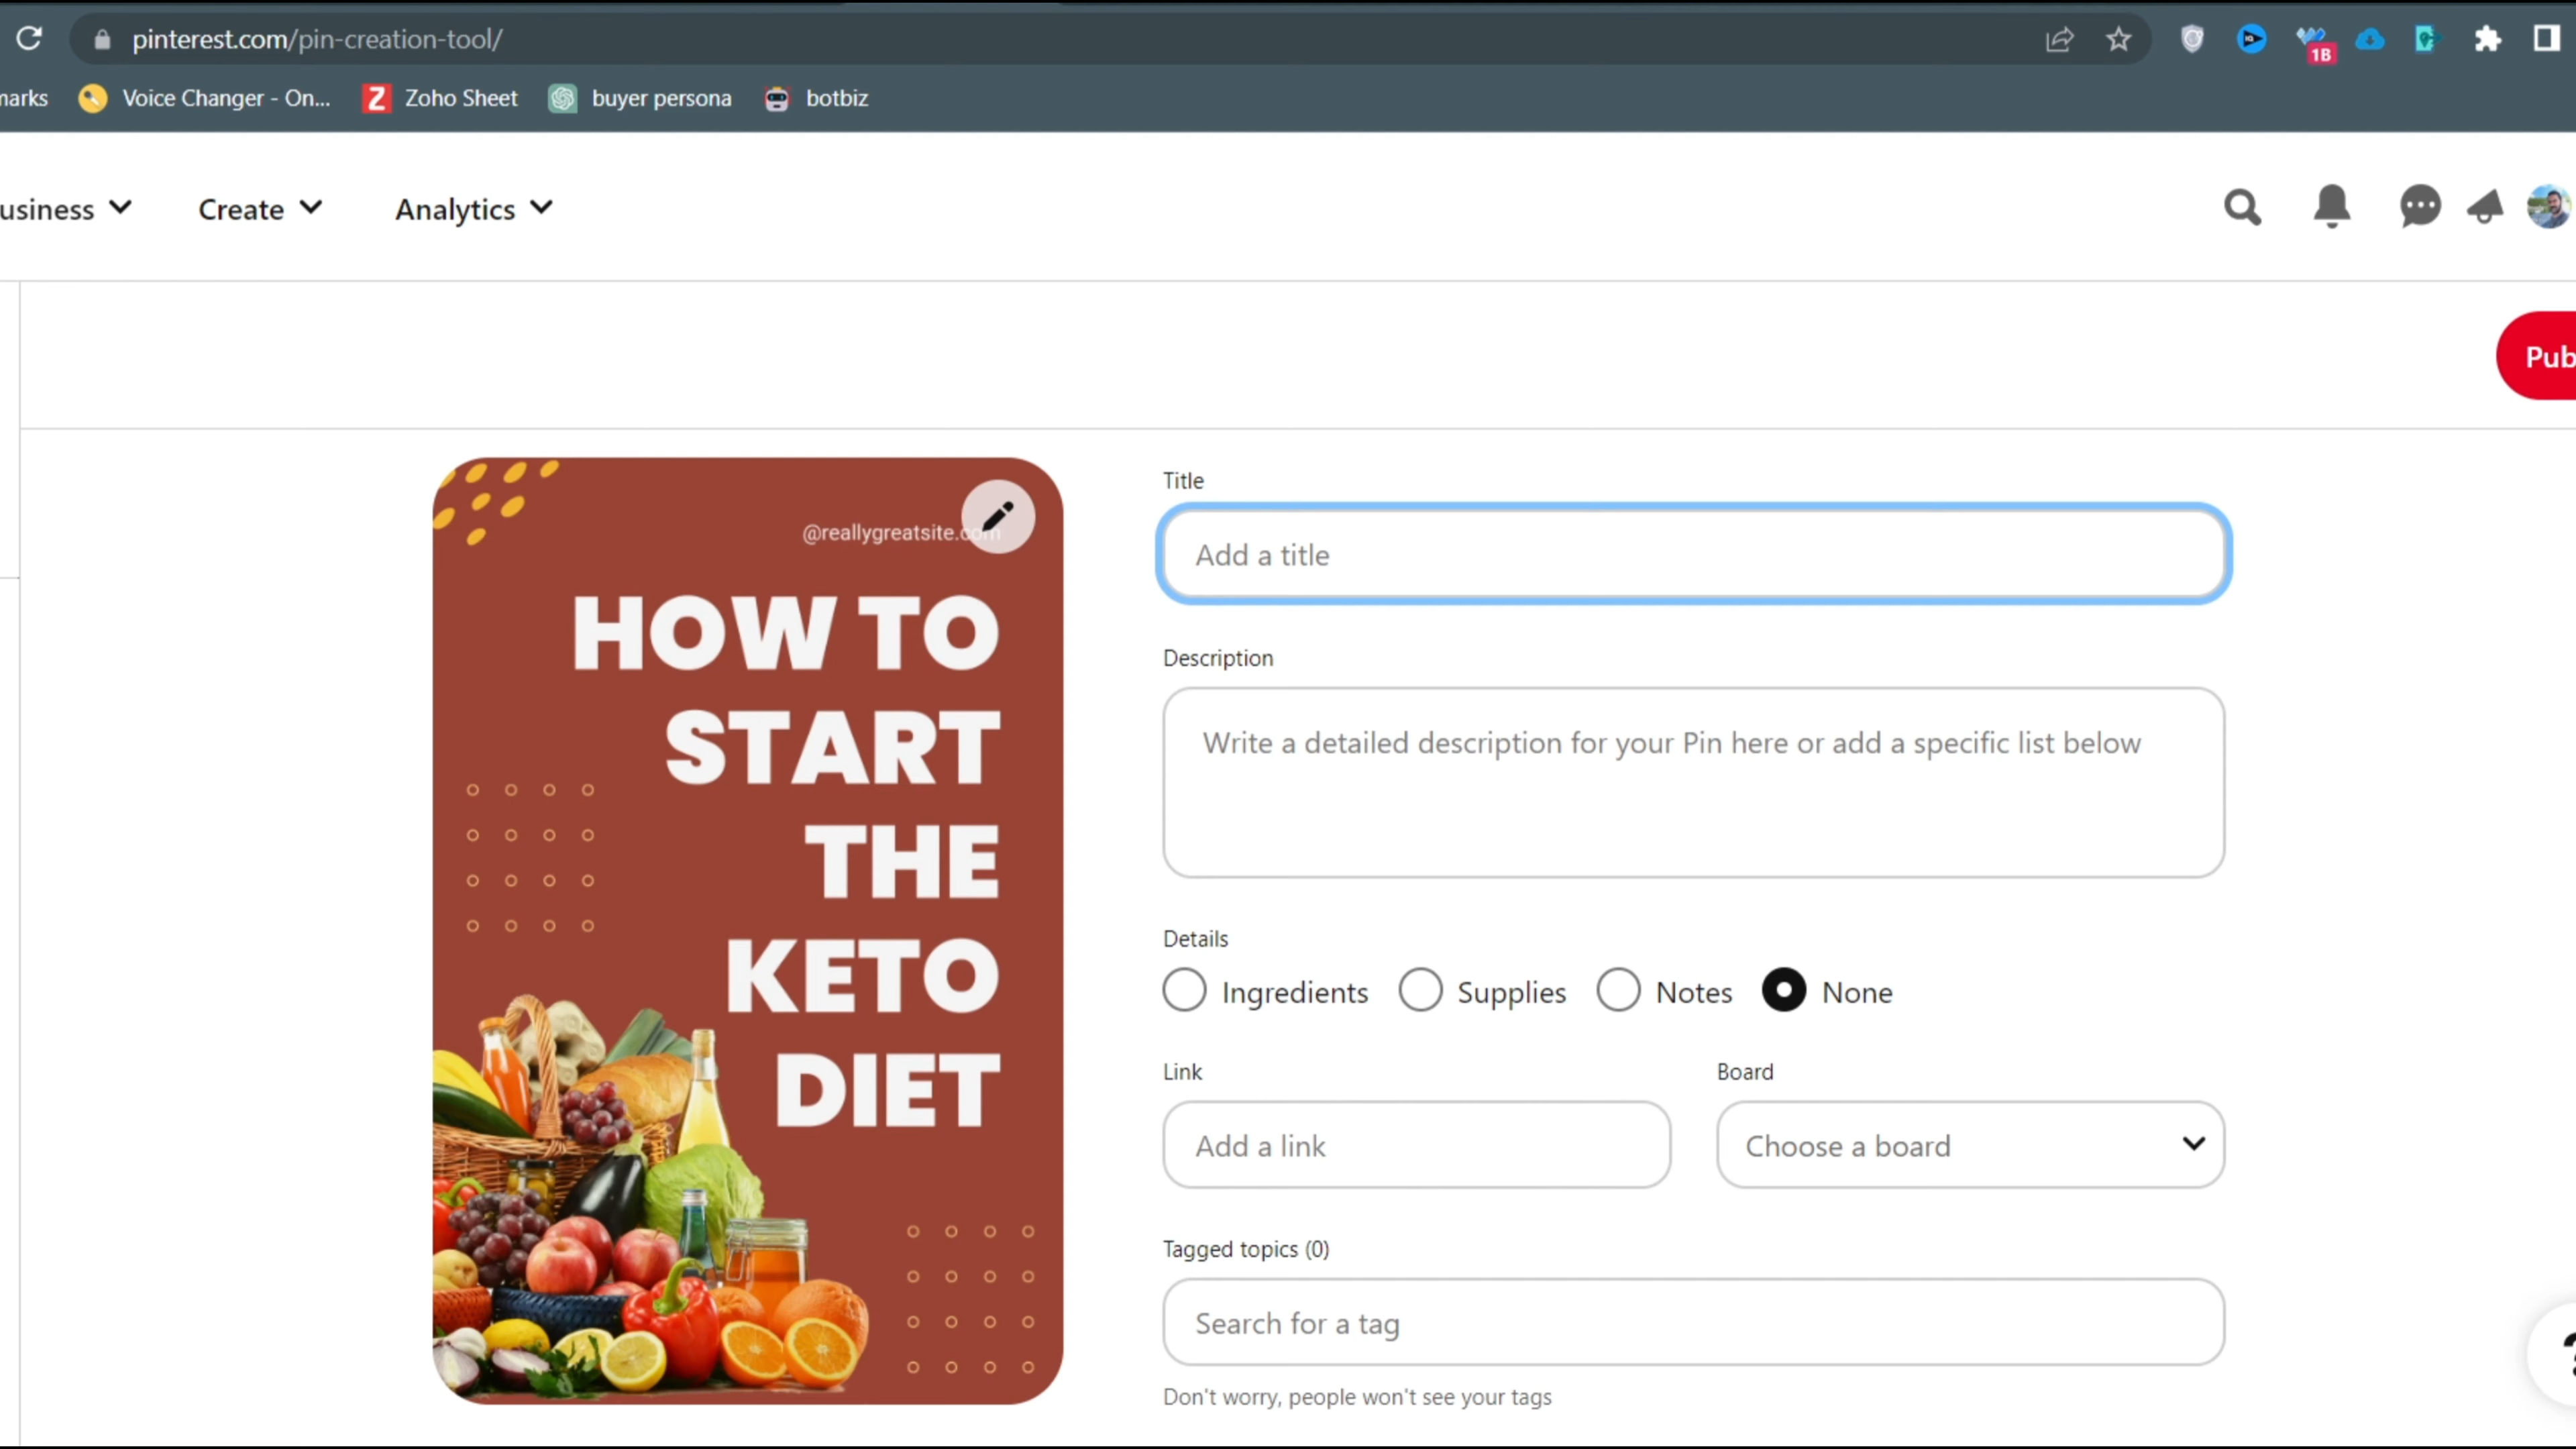 pinterest.com/pin-creation-tool/
1B
marks
Voice Changer - On...
Z
Zoho Sheet
buyer persona
botbiz
usiness
Create
Analytics
Pub
@reallygreatsite.com
HOW TO
START
THE
KETO
DIET
Title
Add a title
Description
Write a detailed description for your Pin here or add a specific list below
Details
Ingredients
Supplies
Notes
None
Link
Board
Add a link
Choose a board
Tagged topics (0)
Search for a tag
Don't worry, people won't see your tags
?